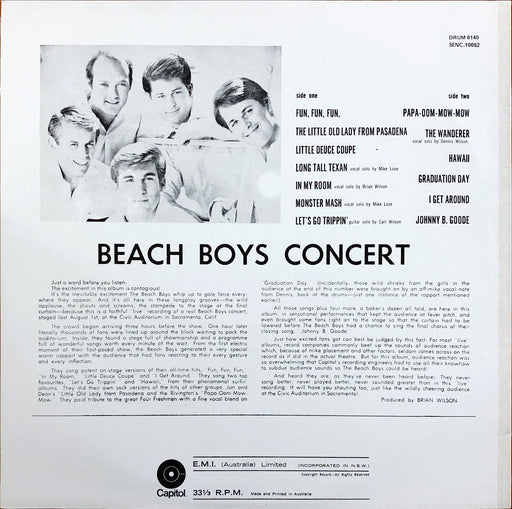 DRUM 8140
SENC.10052
side one
FUN, FUN, FUN,
THE LITTLE OLD LADY FROM PASADENA
LITTLE DEUCE COUPE
LONG TALL TEXAN vocal solo by Mike Love
IN MY ROOM vocal solo by Brian Wilson
MONSTER MASH vocal solo by Mike Love
LET'S GO TRIPPIN' guitar solo by Carl Wilson
side two
PAPA-OOM-MOW-MOW
THE WANDERER
vocal solo by Dennis Wilson
HAWAII
GRADUATION DAY
I GET AROUND
JOHNNY B. GOODE
BEACH BOYS CONCERT
Just a word before you listen.
The excitement in this album is contagious!
It's the inevitable excitement The Beach Boys whip up to gale force every-
where they appear. And it's all here in these longplay grooves—the wild
applause, the shouts and screams, the stampede to the stage at the final
curtain—because this is a faithful "live" recording of a real Beach Boys concert,
staged last August 1st, at the Civic Auditorium in Sacramento, Calif.
The crowd began arriving three hours before the show. One hour later
literally thousands of fans were lined up around the block waiting to pack the
auditorium. Inside, they found a stage full of showmanship and a programme
full of wonderful songs worth every minute of the wait. From the first electric
moment of their fast-paced show, the Beach Boys generated a very special
warm rapport with the audience that had fans reacting to their every gesture
and every inflection.
They sang potent on-stage versions of their all-time hits, Fun, Fun, Fun,
In My Room, "Little Deuce Coupe" and I Get Around. They sang two top
favourites, Let's Go Trippin' and Hawaii, from their phenomenal surfin'
albums. They did their own sock versions of the hits of other groups, Jan and
Dean's "Little Old Lady from Pasadena and the Rivington's "Papa-Oom-Mow-
Mow." They paid tribute to the great Four Freshmen with a fine vocal blend on
"Graduation Day." (Incidentally, those wild shrieks from the girls in the
audience at the end of this number were brought on by an off-mike vocal note
from Dennis, back at the drums—just one instance of the rapport mentioned
earlier!)
All those songs plus four more, a baker's dozen all told, are here in this
album, in sensational performances that kept the audience at fever pitch, and
even brought some fans right on to the stage so that the curtain had to be
lowered before The Beach Boys had a chance to sing the final chorus of their
closing song, Johnny B. Goode.
Just how excited fans got can best be judged by this fact. For most "live"
albums, record companies commonly beef up the sounds of audience reaction
which, because of mike placement and other factors, seldom comes across on the
record as it did in the actual theatre. But for this album, audience reaction was
so overwhelming that Capitol's recording engineers had to use all their knowhow
to subdue audience sounds so The Beach Boys could be heard!
And heard they are, as they've never been heard before! They never
sang better, never played better, never sounded greater than in this "live"
recording. It will have you shouting too, just like the wildly cheering audience
at the Civic Auditorium in Sacramento!
Produced by BRIAN WILSON
Capitol
E.M.I. (Australia) Limited (INCORPORATED IN N.S.W.)
Copyright Record—All Rights Reserved
33⅓ R.P.M. Made and Printed in Australia